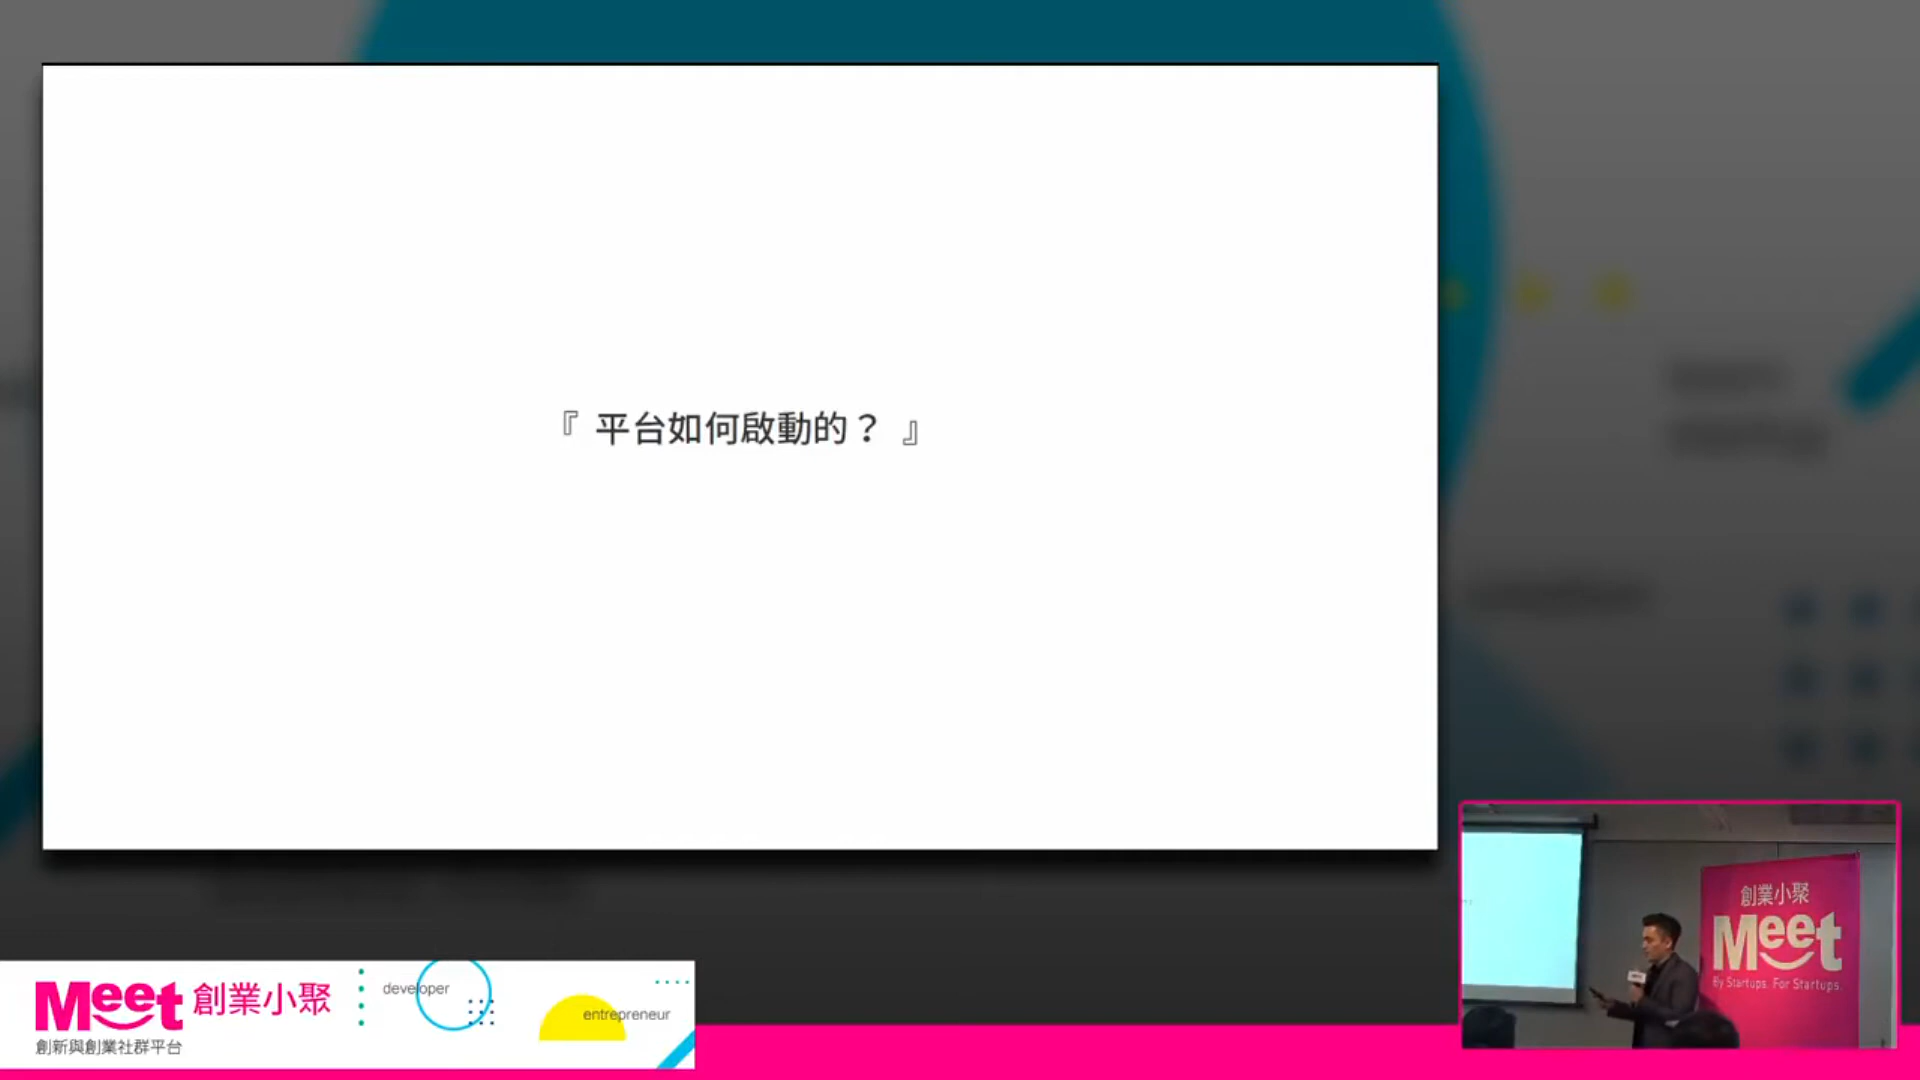 『 平台如何啟動的？ 』
Meet 創業小聚
創新與創業社群平台
developer
entrepreneur
創業小聚
Meet
By Startups. For Startups.